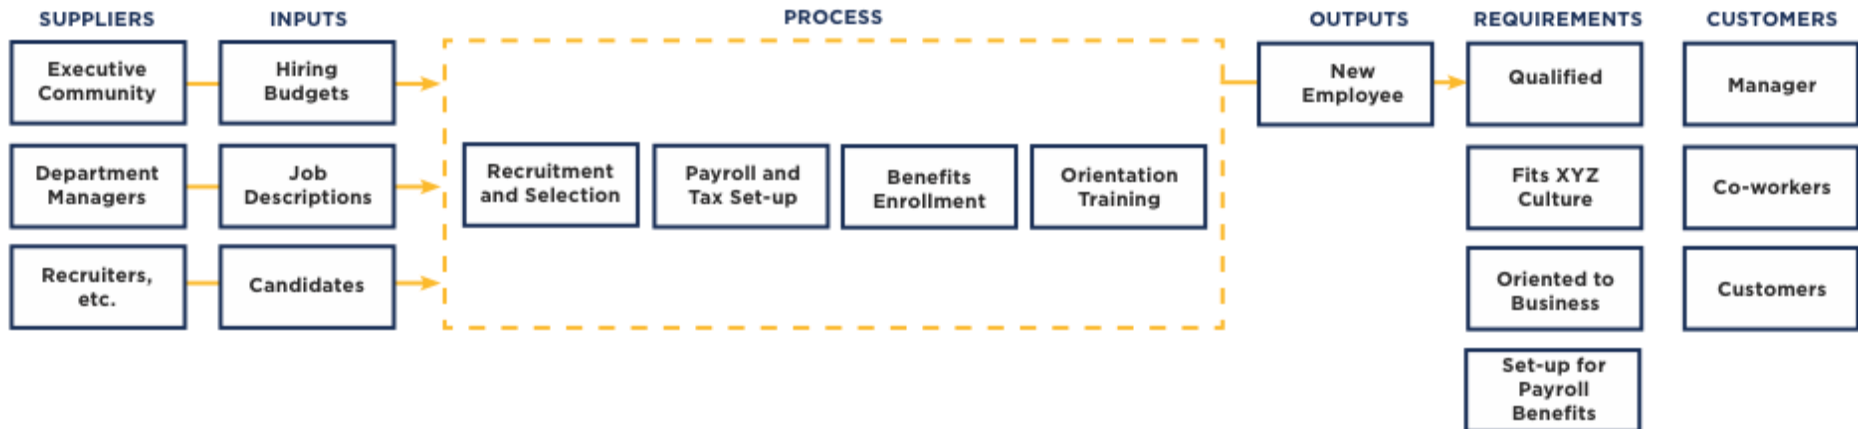 SUPPLIERS
INPUTS
PROCESS
OUTPUTS
REQUIREMENTS
CUSTOMERS
Executive
Community
Hiring
Budgets
New
Employee
Qualified
Manager
Department
Managers
Job
Descriptions
Recruitment
and Selection
Payroll and
Tax Set-up
Benefits
Enrollment
Orientation
Training
Fits XYZ
Culture
Co-workers
Recruiters,
etc.
Candidates
Oriented to
Business
Customers
Set-up for
Payroll
Benefits